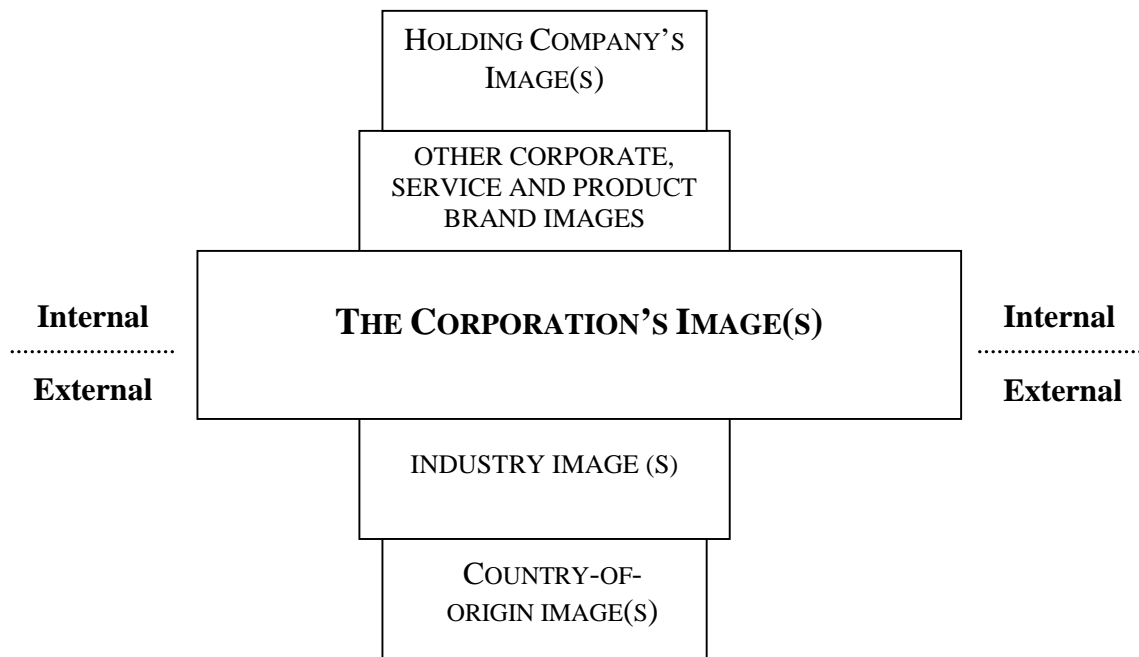 HOLDING COMPANY’S
IMAGE(S)
OTHER CORPORATE,
SERVICE AND PRODUCT
BRAND IMAGES
Internal
THE CORPORATION’S IMAGE(S)
Internal
External
External
INDUSTRY IMAGE (S)
COUNTRY-OF-
ORIGIN IMAGE(S)